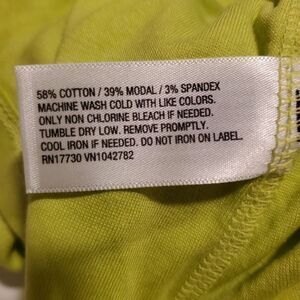 58% COTTON / 39% MODAL / 3% SPANDEX
MACHINE WASH COLD WITH LIKE COLORS.
ONLY NON CHLORINE BLEACH IF NEEDED.
TUMBLE DRY LOW. REMOVE PROMPTLY.
COOL IRON IF NEEDED. DO NOT IRON ON LABEL.
RN17730 VN1042782